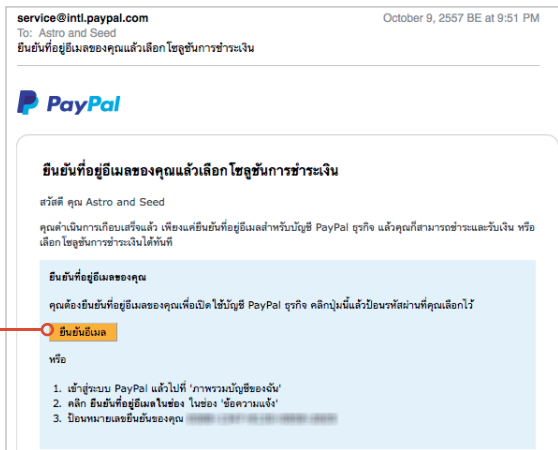 service@intl.paypal.com
October 9, 2557 BE at 9:51 PM
To: Astro and Seed
ยืนยันที่อยู่อีเมลของคุณแล้วเลือกโซลูชันการชำระเงิน
PayPal
ยืนยันที่อยู่อีเมลของคุณแล้วเลือกโซลูชันการชำระเงิน
สวัสดี คุณ Astro and Seed
คุณดำเนินการเกือบเสร็จแล้ว เพียงแค่ยืนยันที่อยู่อีเมลสำหรับบัญชี PayPal ธุรกิจ แล้วคุณก็สามารถชำระและรับเงิน หรือ
เลือกโซลูชันการชำระเงินได้ทันที
ยืนยันที่อยู่อีเมลของคุณ
คุณต้องยืนยันที่อยู่อีเมลของคุณเพื่อเปิดใช้บัญชี PayPal ธุรกิจ คลิกปุ่มนี้แล้วป้อนรหัสผ่านที่คุณเลือกไว้
ยืนยันอีเมล
หรือ
1. เข้าสู่ระบบ PayPal แล้วไปที่ 'ภาพรวมบัญชีของฉัน'
2. คลิก ยืนยันที่อยู่อีเมลในช่อง ในช่อง 'ข้อความแจ้ง'
3. ป้อนหมายเลขยืนยันของคุณ